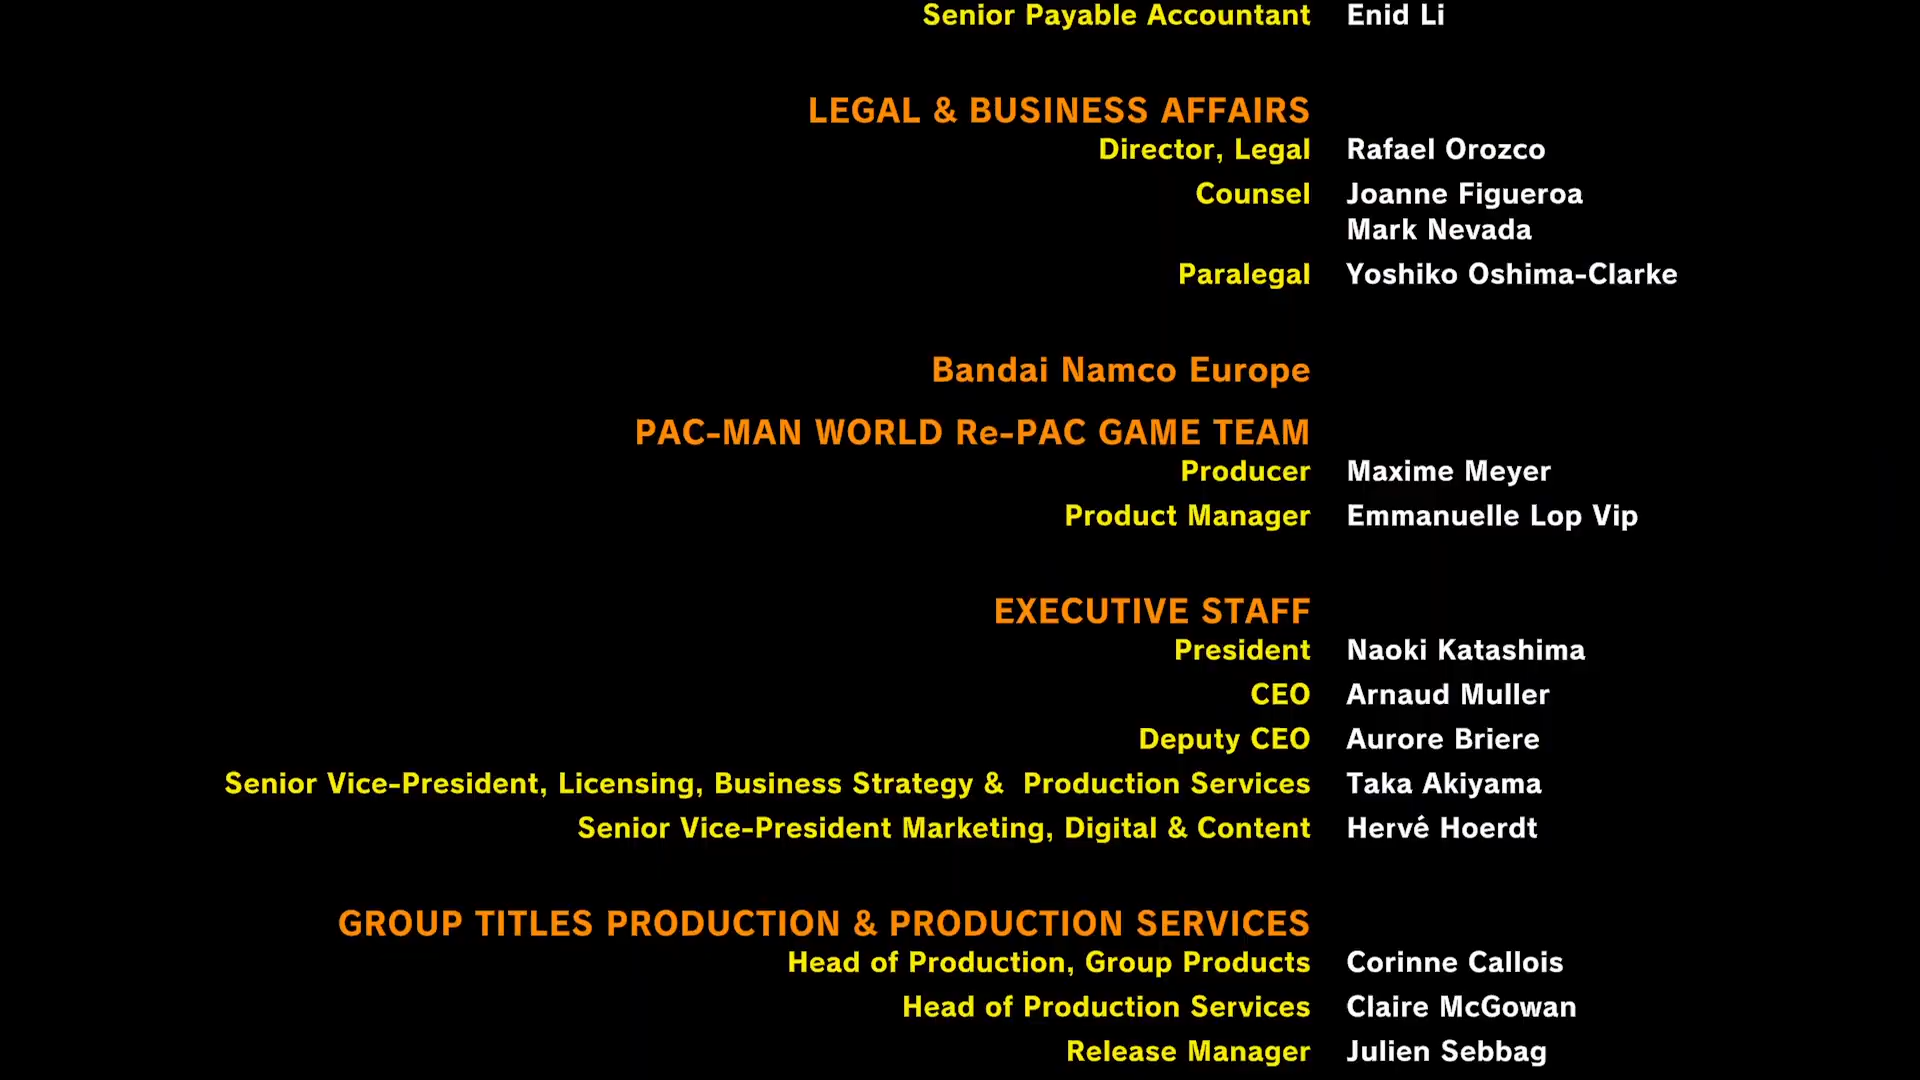 Senior Payable Accountant Enid Li
LEGAL & BUSINESS AFFAIRS
Director, Legal Rafael Orozco
Counsel Joanne Figueroa
Mark Nevada
Paralegal Yoshiko Oshima-Clarke
Bandai Namco Europe
PAC-MAN WORLD Re-PAC GAME TEAM
Producer Maxime Meyer
Product Manager Emmanuelle Lop Vip
EXECUTIVE STAFF
President Naoki Katashima
CEO Arnaud Muller
Deputy CEO Aurore Briere
Senior Vice-President, Licensing, Business Strategy &  Production Services Taka Akiyama
Senior Vice-President Marketing, Digital & Content Hervé Hoerdt
GROUP TITLES PRODUCTION & PRODUCTION SERVICES
Head of Production, Group Products Corinne Callois
Head of Production Services Claire McGowan
Release Manager Julien Sebbag